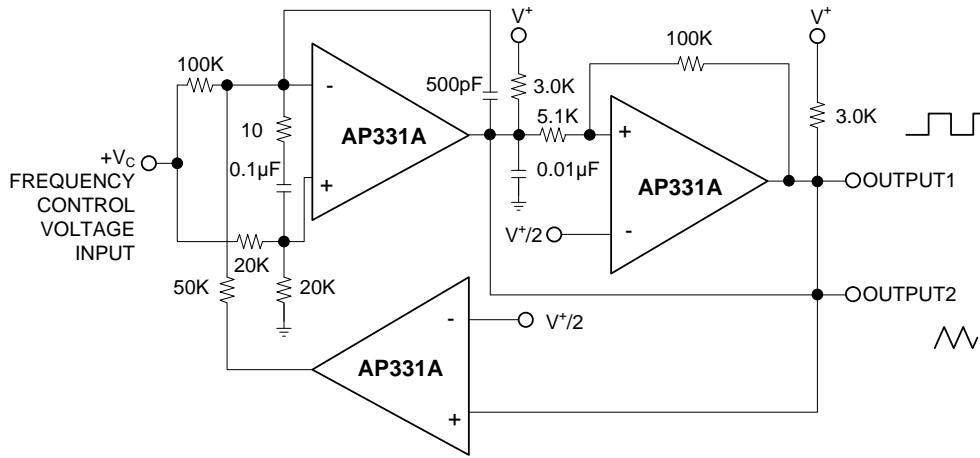 V+
V+
100K
100K
-
500pF
3.0K
3.0K
5.1K
10
AP331A
+
AP331A
+VC
FREQUENCY
CONTROL
VOLTAGE
INPUT
0.1µF
+
0.01µF
AP331A
OUTPUT1
V+/2
-
20K
50K
20K
OUTPUT2
-
V+/2
AP331A
+